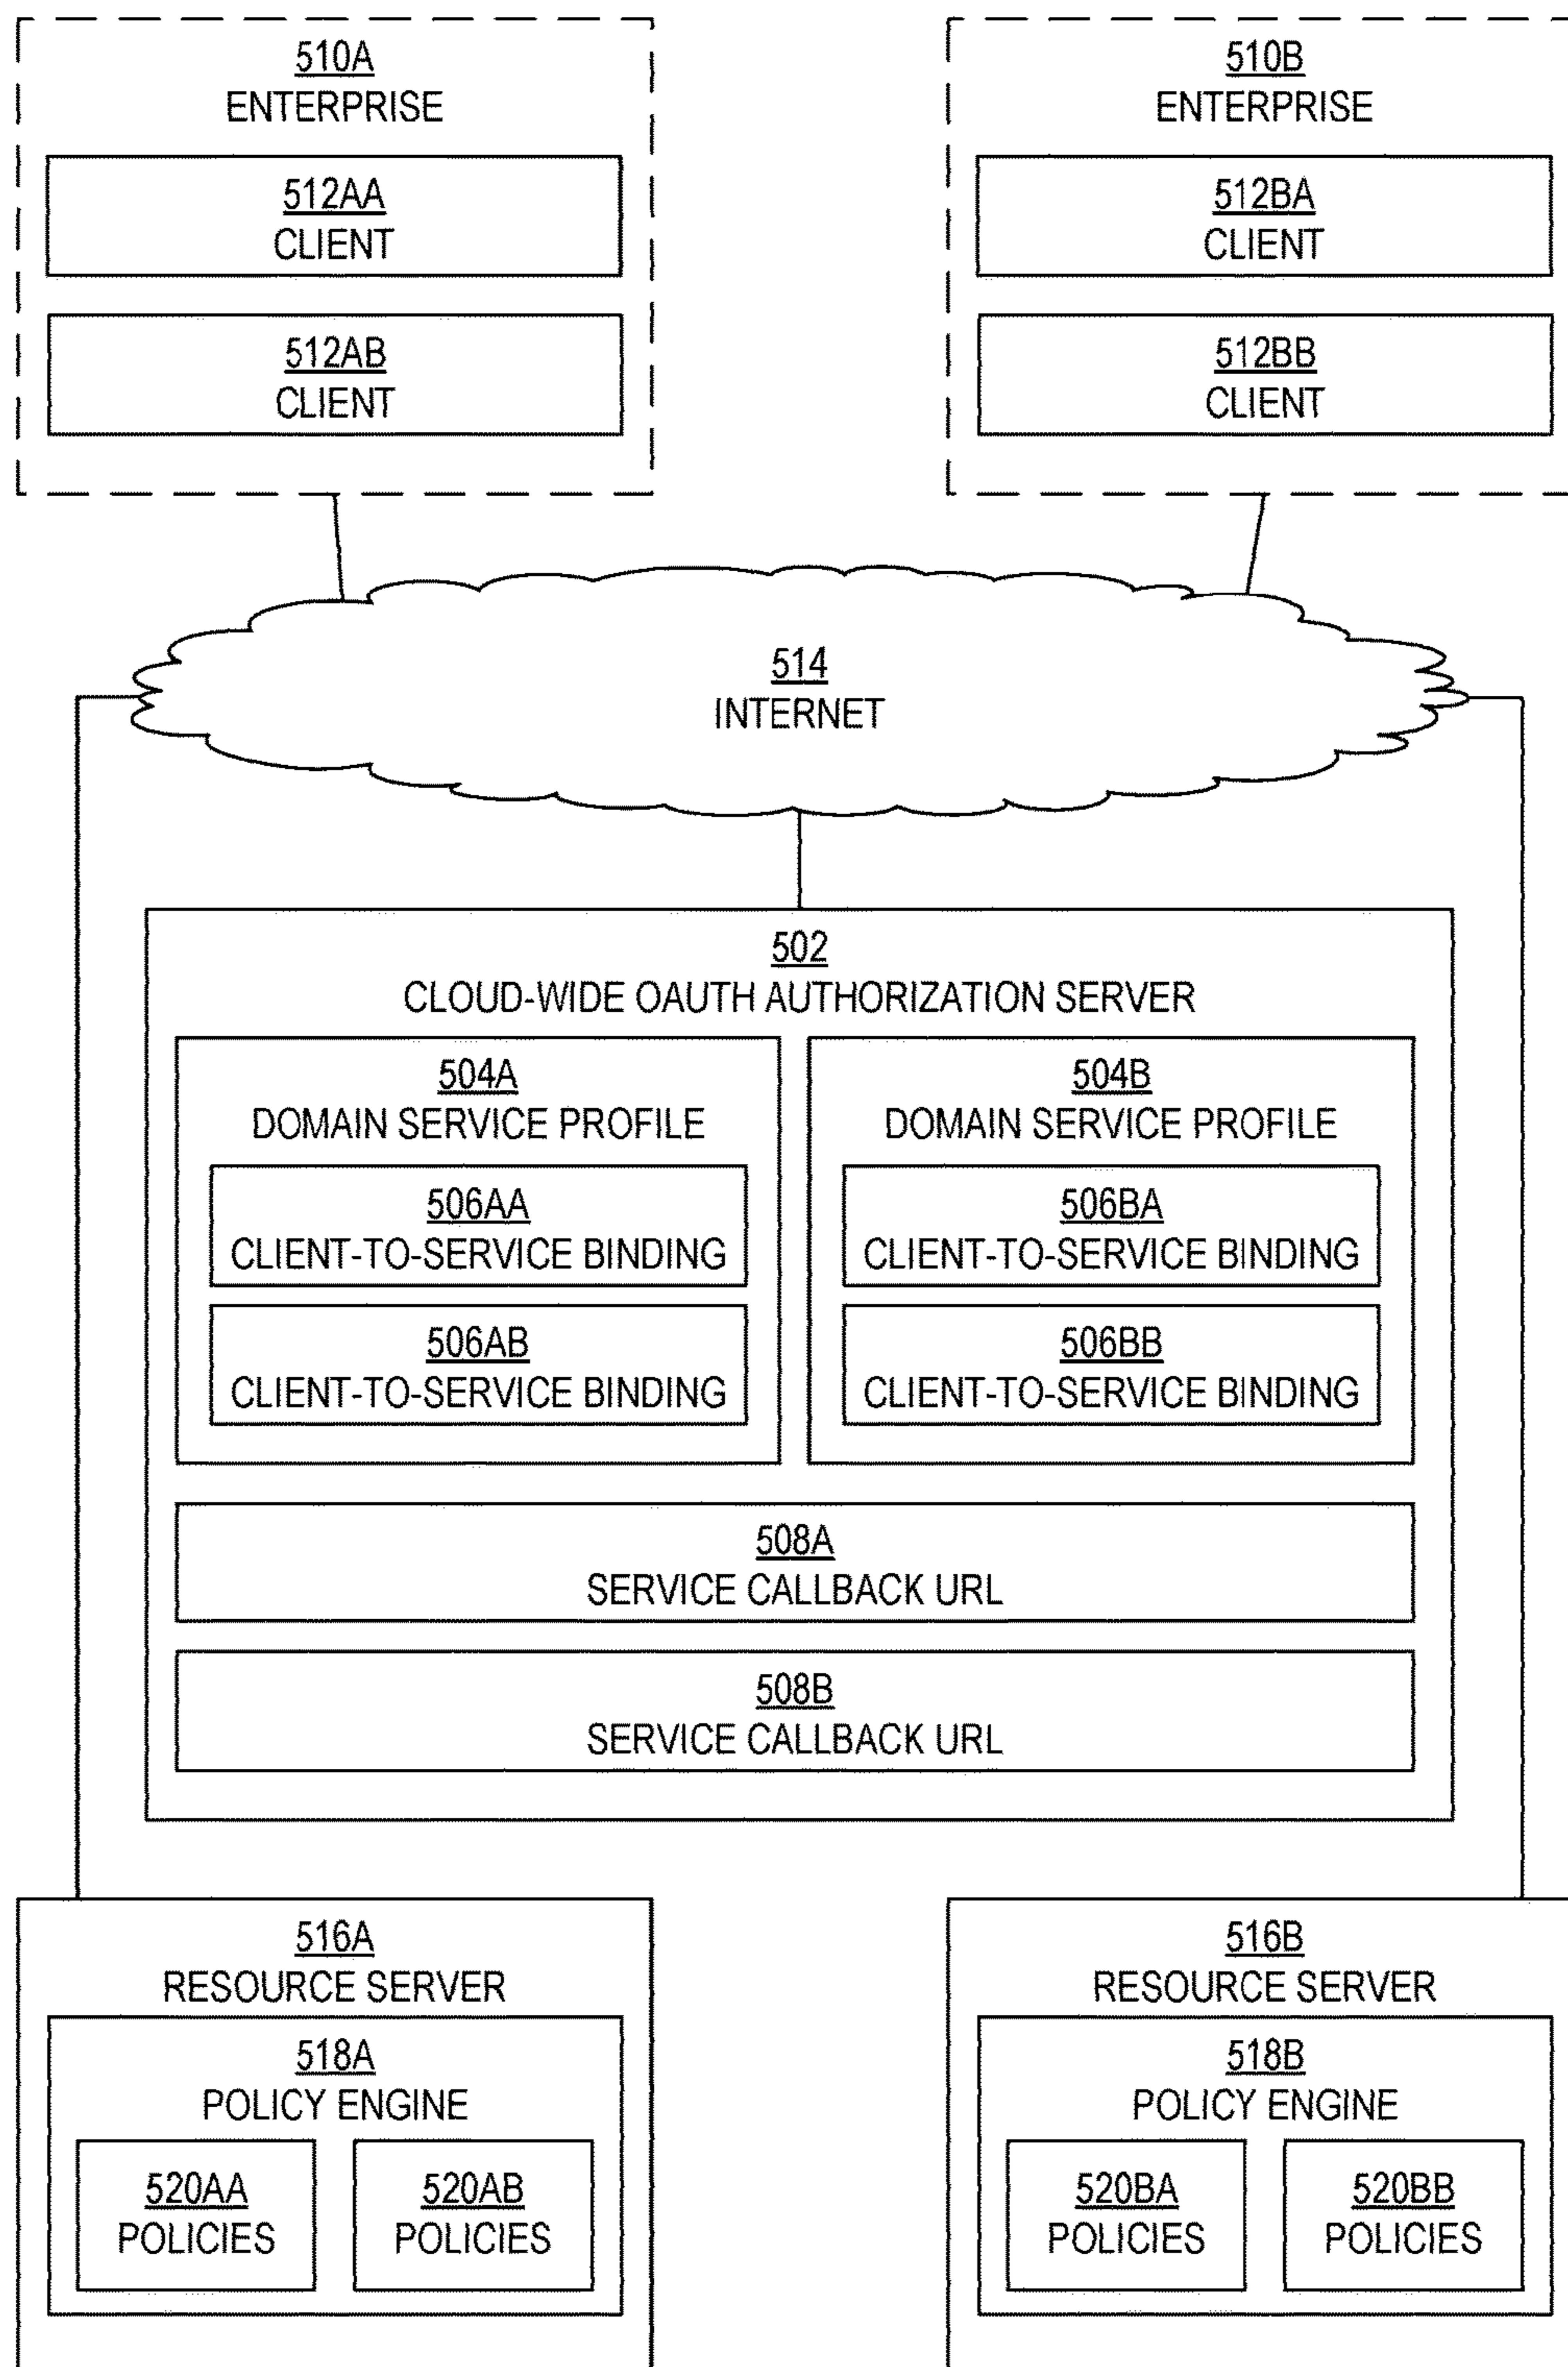 510A
ENTERPRISE
512AA
CLIENT
512AB
CLIENT
510B
ENTERPRISE
512BA
CLIENT
512BB
CLIENT
514
INTERNET
502
CLOUD-WIDE OAUTH AUTHORIZATION SERVER
504A
DOMAIN SERVICE PROFILE
506AA
CLIENT-TO-SERVICE BINDING
506AB
CLIENT-TO-SERVICE BINDING
504B
DOMAIN SERVICE PROFILE
506BA
CLIENT-TO-SERVICE BINDING
506BB
CLIENT-TO-SERVICE BINDING
508A
SERVICE CALLBACK URL
508B
SERVICE CALLBACK URL
516A
RESOURCE SERVER
518A
POLICY ENGINE
520AA
POLICIES
520AB
POLICIES
516B
RESOURCE SERVER
518B
POLICY ENGINE
520BA
POLICIES
520BB
POLICIES